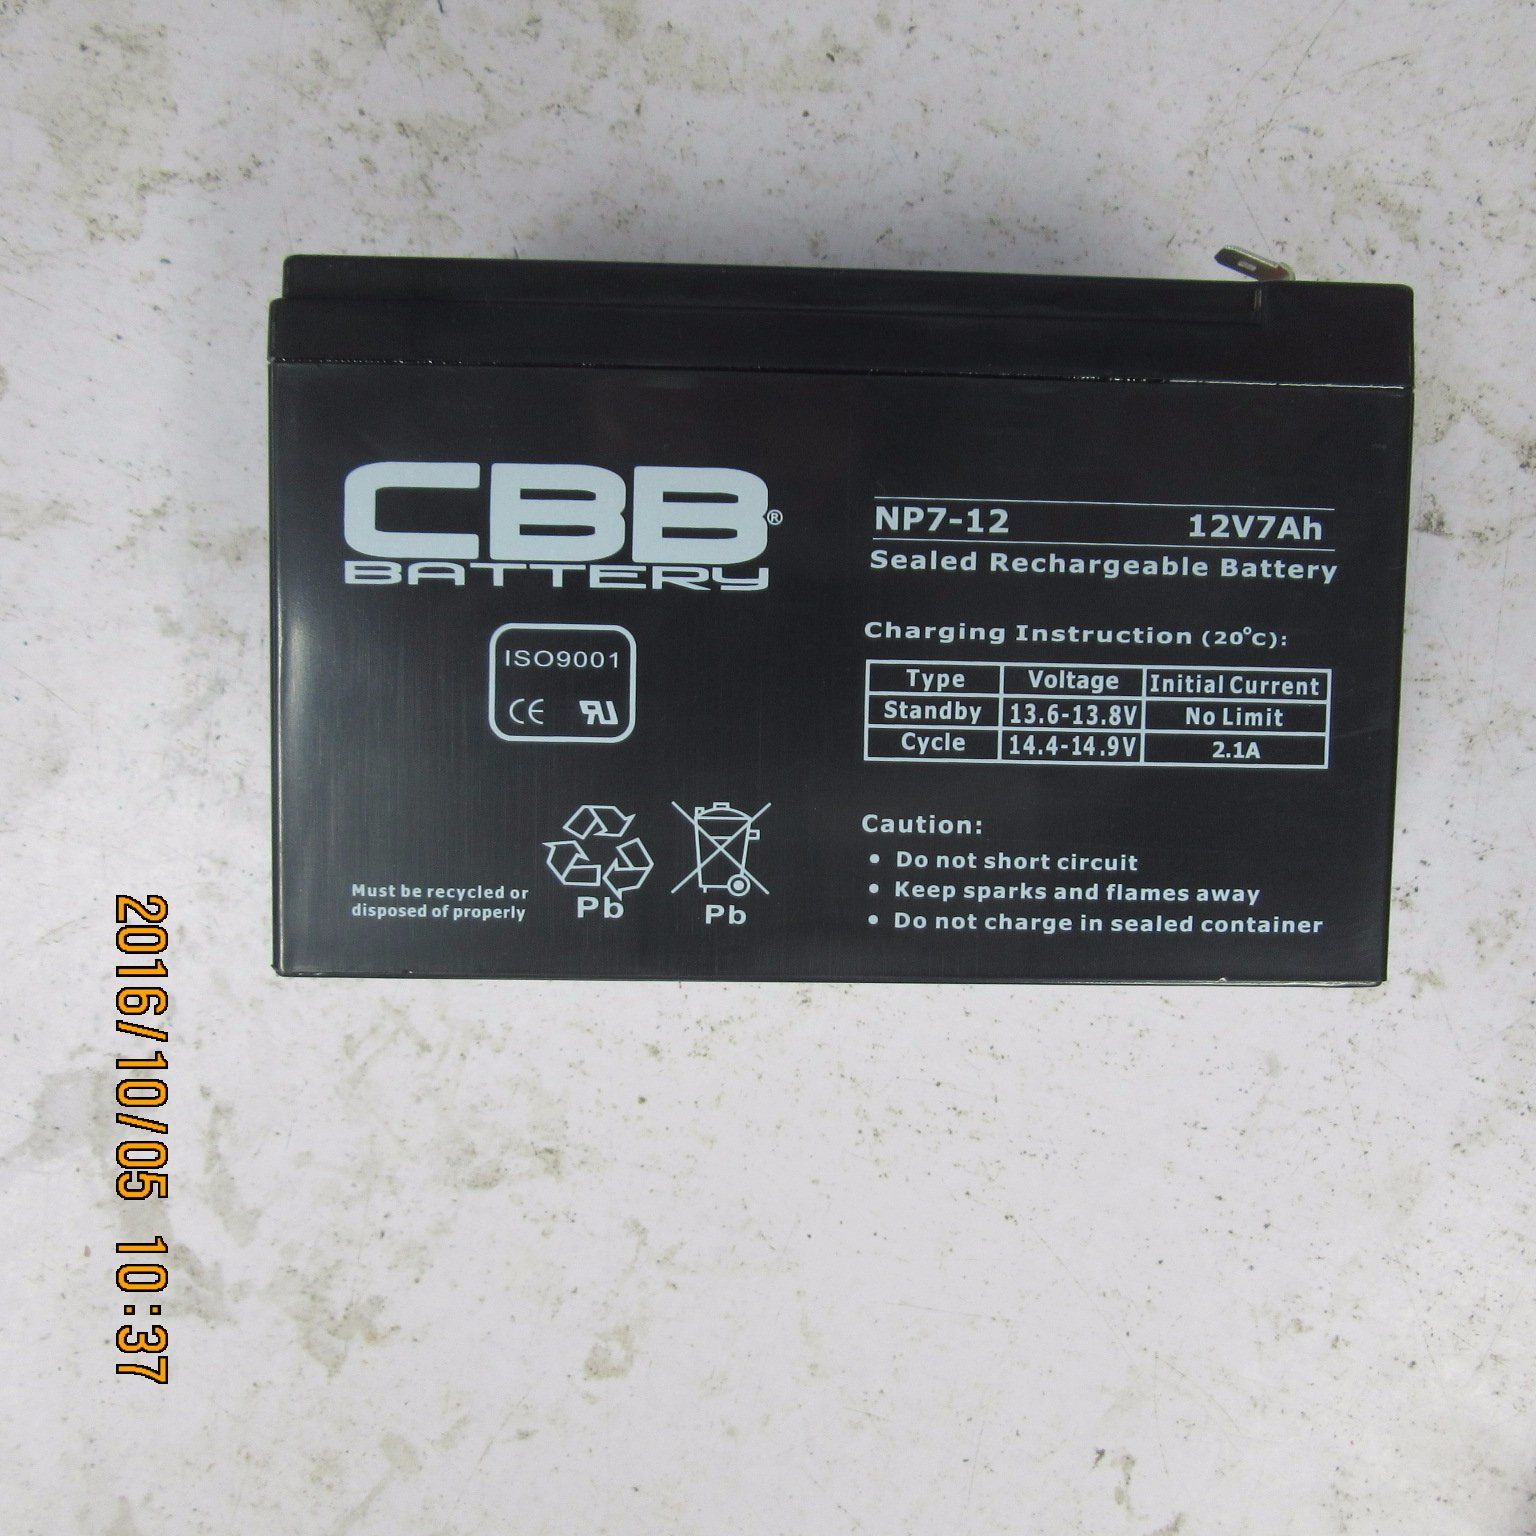 CBB®
BATTERY
ISO9001
CE RU
Must be recycled or
disposed of properly
Pb
Pb
NP7-12 12V7Ah
Sealed Rechargeable Battery
Charging Instruction (20°C):
Type Voltage Initial Current
Standby 13.6-13.8V No Limit
Cycle 14.4-14.9V 2.1A
Caution:
• Do not short circuit
• Keep sparks and flames away
• Do not charge in sealed container
2016/10/05 10:37